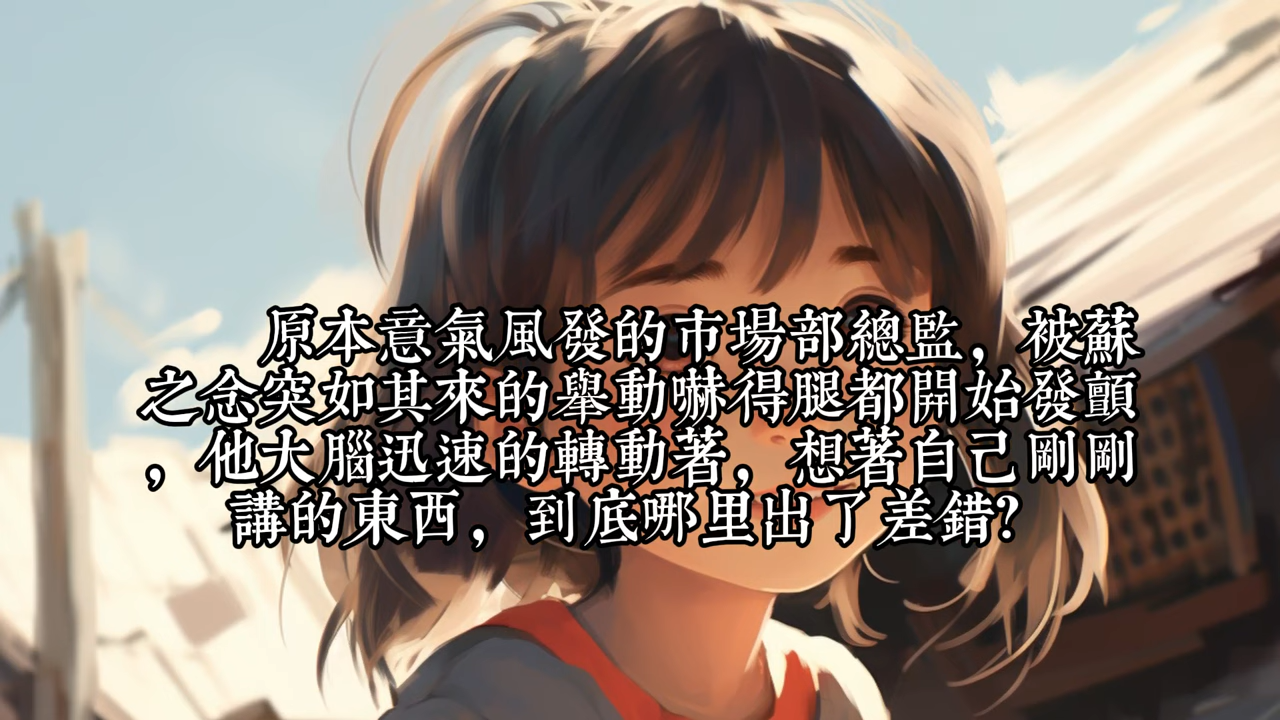 原本意氣風發的市場部總監，被蘇
之念突如其來的舉動嚇得腿都開始發顫
，他大腦迅速的轉動著，想著自己剛剛
講的東西，到底哪里出了差錯？